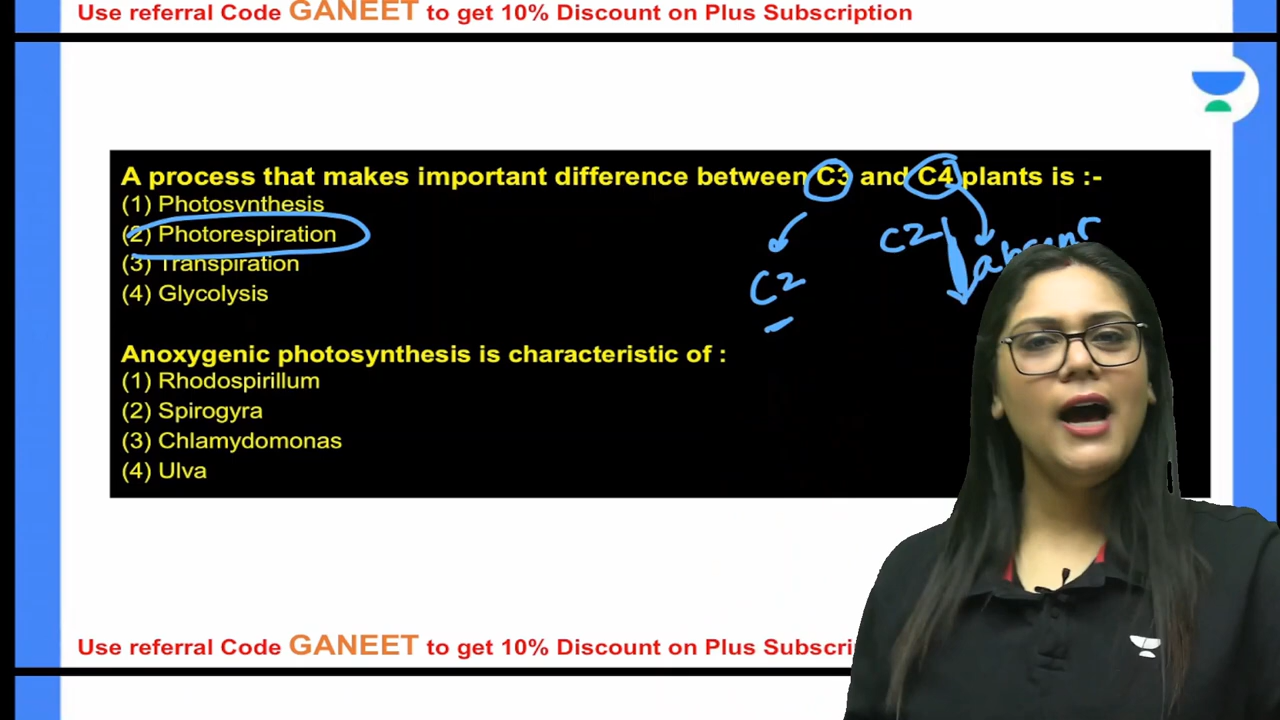 Use referral Code GANEET to get 10% Discount on Plus Subscription
A process that makes important difference between C3 and C4 plants is :-
(1) Photosynthesis
(2) Photorespiration
(3) Transpiration
(4) Glycolysis
C2
C2
absent
Anoxygenic photosynthesis is characteristic of :
(1) Rhodospirillum
(2) Spirogyra
(3) Chlamydomonas
(4) Ulva
Use referral Code GANEET to get 10% Discount on Plus Subscri